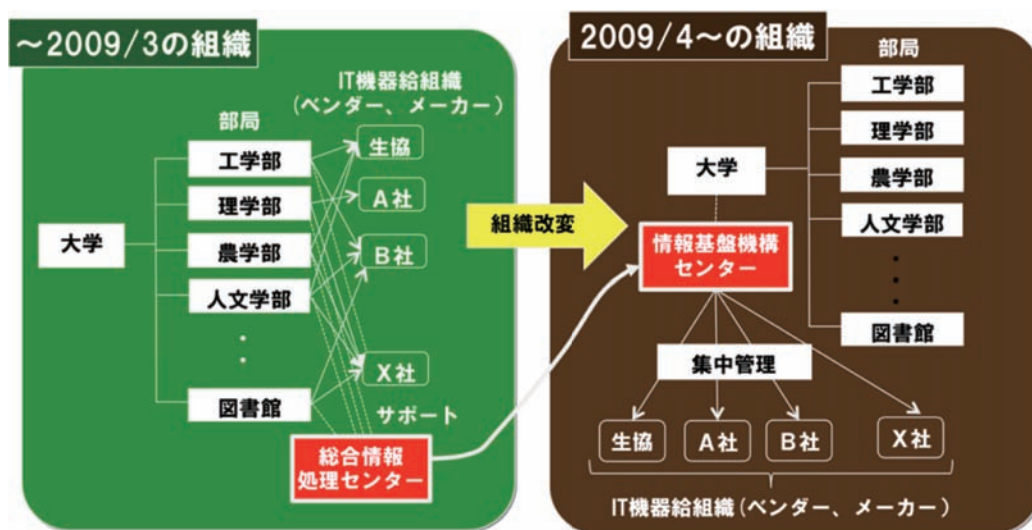 ～2009/3の組織
IT機器給組織
(ベンダー、メーカー)
部局
工学部
理学部
農学部
人文学部
・
・
図書館
大学
生協
A社
B社
X社
サポート
総合情報
処理センター
組織改変
2009/4～の組織
部局
工学部
理学部
農学部
人文学部
・
・
・
図書館
大学
情報基盤機構
センター
集中管理
生協
A社
B社
X社
IT機器給組織(ベンダー、メーカー)